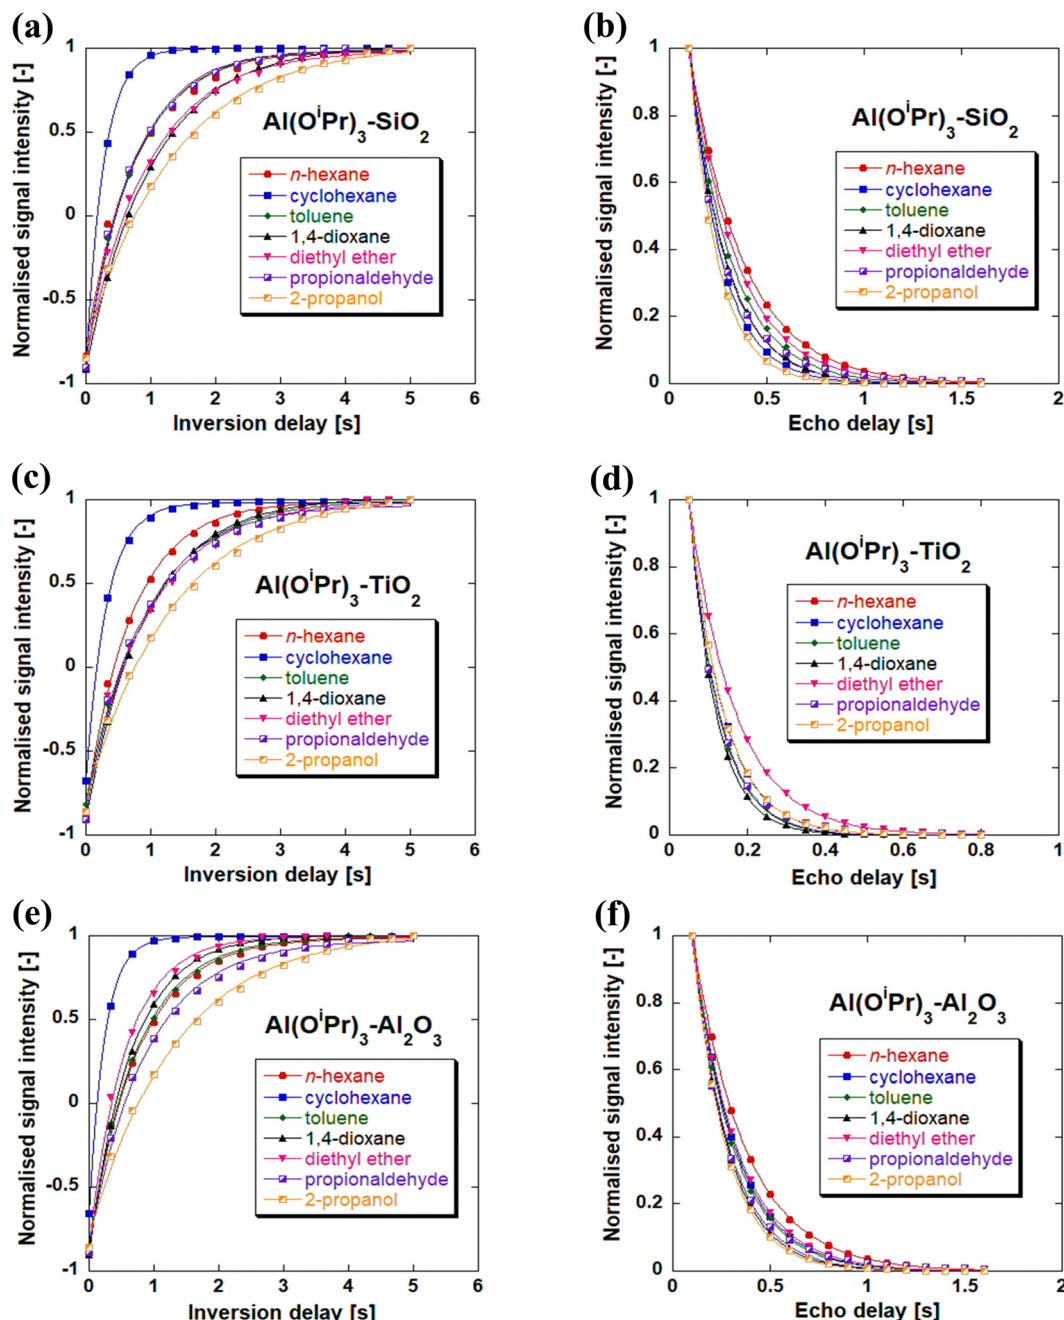 (a)
Normalised signal intensity [-]
1
0.5
0
-0.5
-1
0 1 2 3 4 5 6
Inversion delay [s]
Al(OⁱPr)₃-SiO₂
n-hexane
cyclohexane
toluene
1,4-dioxane
diethyl ether
propionaldehyde
2-propanol
(b)
Normalised signal intensity [-]
1
0.8
0.6
0.4
0.2
0
0 0.5 1 1.5 2
Echo delay [s]
Al(OⁱPr)₃-SiO₂
n-hexane
cyclohexane
toluene
1,4-dioxane
diethyl ether
propionaldehyde
2-propanol
(c)
Normalised signal intensity [-]
1
0.5
0
-0.5
-1
0 1 2 3 4 5 6
Inversion delay [s]
Al(OⁱPr)₃-TiO₂
n-hexane
cyclohexane
toluene
1,4-dioxane
diethyl ether
propionaldehyde
2-propanol
(d)
Normalised signal intensity [-]
1
0.8
0.6
0.4
0.2
0
0 0.2 0.4 0.6 0.8 1
Echo delay [s]
Al(OⁱPr)₃-TiO₂
n-hexane
cyclohexane
toluene
1,4-dioxane
diethyl ether
propionaldehyde
2-propanol
(e)
Normalised signal intensity [-]
1
0.5
0
-0.5
-1
0 1 2 3 4 5 6
Inversion delay [s]
Al(OⁱPr)₃-Al₂O₃
n-hexane
cyclohexane
toluene
1,4-dioxane
diethyl ether
propionaldehyde
2-propanol
(f)
Normalised signal intensity [-]
1
0.8
0.6
0.4
0.2
0
0 0.5 1 1.5 2
Echo delay [s]
Al(OⁱPr)₃-Al₂O₃
n-hexane
cyclohexane
toluene
1,4-dioxane
diethyl ether
propionaldehyde
2-propanol